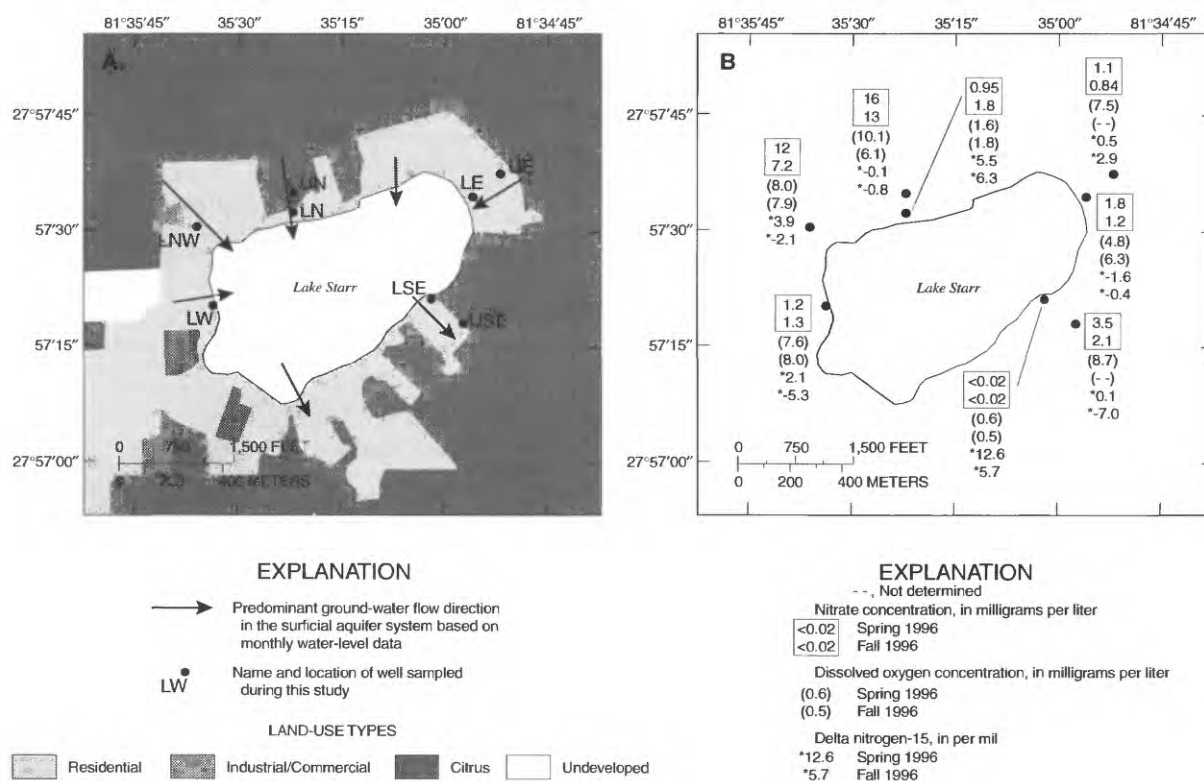 81°35′45″ 35′30″ 35′15″ 35′00″ 81°34′45″
A.
27°57′45″
57′30″
57′15″
27°57′00″
UE
LE
UN
LN
LNW
LW
Lake Starr
LSE
USE
0 750 1,500 FEET
0 200 400 METERS
EXPLANATION
Predominant ground-water flow direction
in the surficial aquifer system based on
monthly water-level data
LW
Name and location of well sampled
during this study
LAND-USE TYPES
Residential
Industrial/Commercial
Citrus
Undeveloped
81°35′45″ 35′30″ 35′15″ 35′00″ 81°34′45″
B
27°57′45″
57′30″
57′15″
27°57′00″
12
7.2
(8.0)
(7.9)
*3.9
*-2.1
16
13
(10.1)
(6.1)
*-0.1
*-0.8
0.95
1.8
(1.6)
(1.8)
*5.5
*6.3
1.1
0.84
(7.5)
(- -)
*0.5
*2.9
1.8
1.2
(4.8)
(6.3)
*-1.6
*-0.4
1.2
1.3
(7.6)
(8.0)
*2.1
*-5.3
Lake Starr
<0.02
<0.02
(0.6)
(0.5)
*12.6
*5.7
3.5
2.1
(8.7)
(- -)
*0.1
*-7.0
0 750 1,500 FEET
0 200 400 METERS
EXPLANATION
- -, Not determined
Nitrate concentration, in milligrams per liter
<0.02 Spring 1996
<0.02 Fall 1996
Dissolved oxygen concentration, in milligrams per liter
(0.6) Spring 1996
(0.5) Fall 1996
Delta nitrogen-15, in per mil
*12.6 Spring 1996
*5.7 Fall 1996